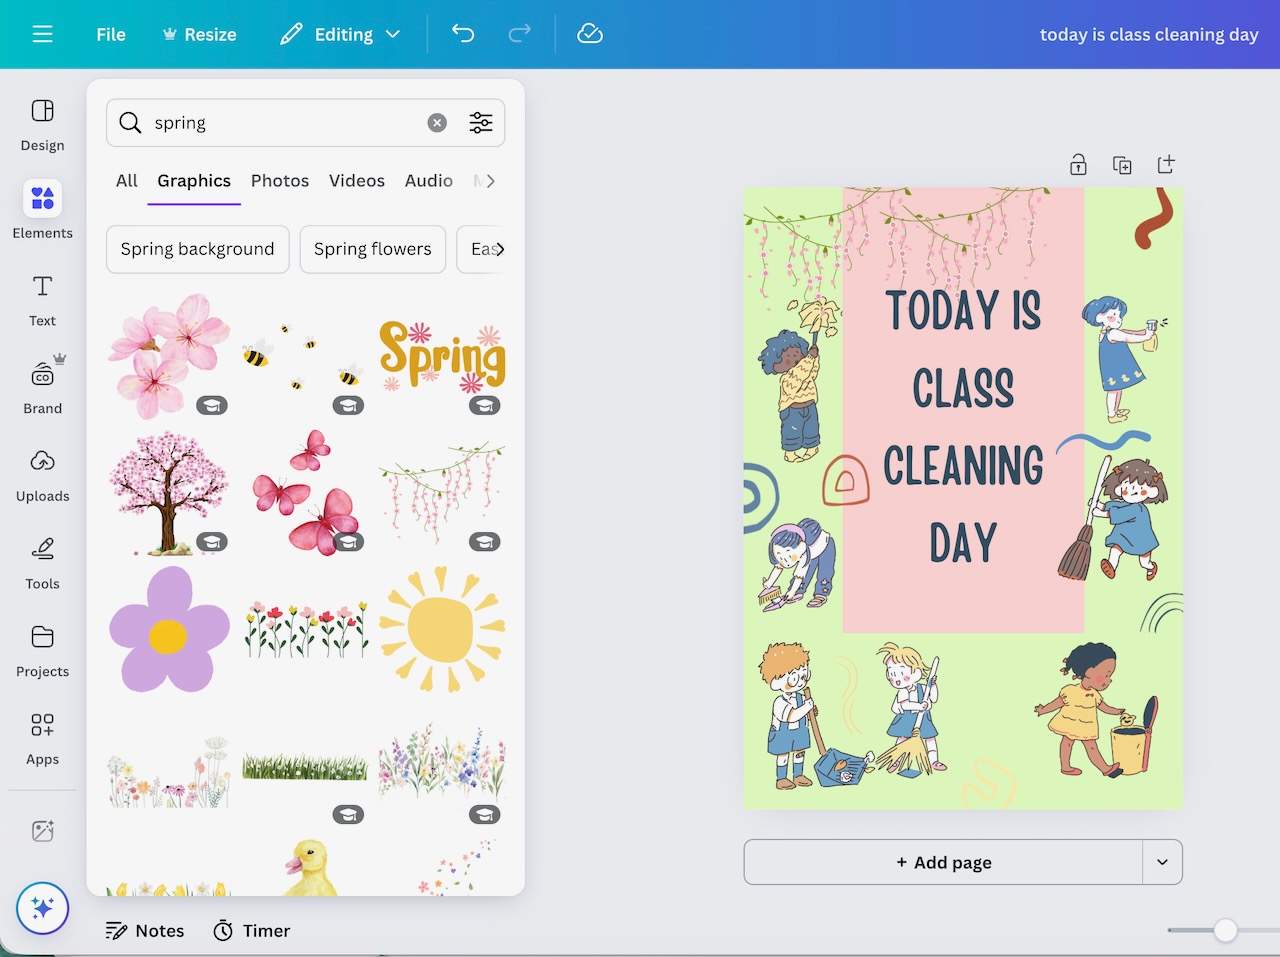 File
Resize
Editing
today is class cleaning day
Design
Elements
Text
Brand
Uploads
Tools
Projects
Apps
spring
All
Graphics
Photos
Videos
Audio
Spring background
Spring flowers
Eas
Spring
TODAY IS
CLASS
CLEANING
DAY
+ Add page
Notes
Timer